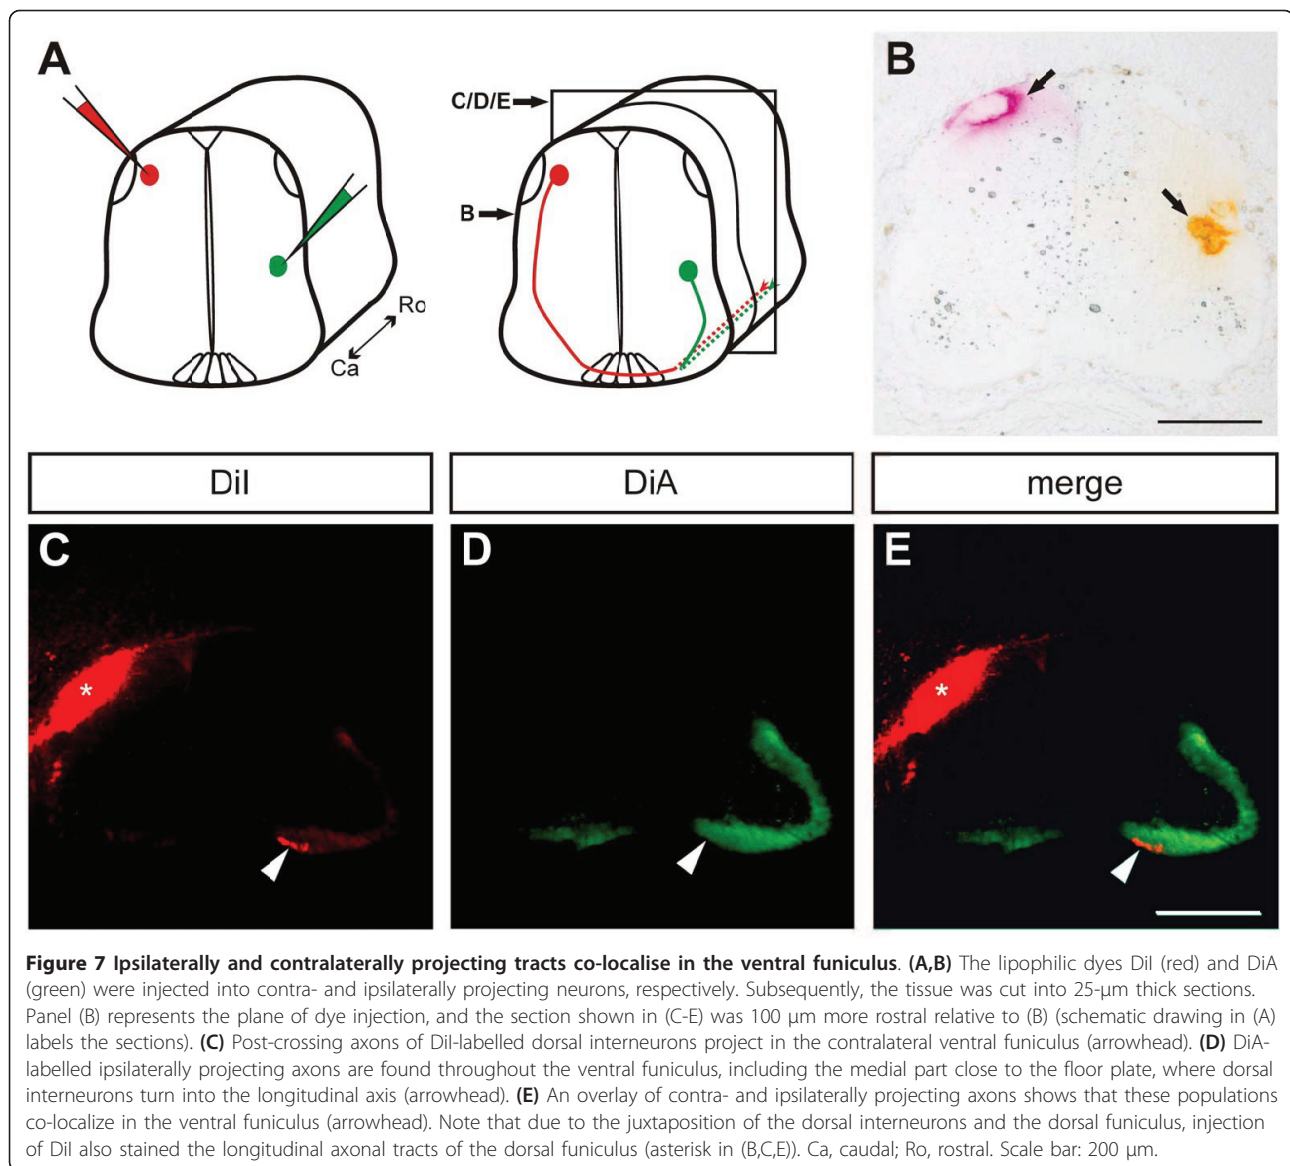 A
B
C/D/E
B
Ro
Ca
DiI
DiA
merge
C
D
E
*
*
Figure 7 Ipsilaterally and contralaterally projecting tracts co-localise in the ventral funiculus. (A,B) The lipophilic dyes DiI (red) and DiA
(green) were injected into contra- and ipsilaterally projecting neurons, respectively. Subsequently, the tissue was cut into 25-μm thick sections.
Panel (B) represents the plane of dye injection, and the section shown in (C-E) was 100 μm more rostral relative to (B) (schematic drawing in (A)
labels the sections). (C) Post-crossing axons of DiI-labelled dorsal interneurons project in the contralateral ventral funiculus (arrowhead). (D) DiA-
labelled ipsilaterally projecting axons are found throughout the ventral funiculus, including the medial part close to the floor plate, where dorsal
interneurons turn into the longitudinal axis (arrowhead). (E) An overlay of contra- and ipsilaterally projecting axons shows that these populations
co-localize in the ventral funiculus (arrowhead). Note that due to the juxtaposition of the dorsal interneurons and the dorsal funiculus, injection
of DiI also stained the longitudinal axonal tracts of the dorsal funiculus (asterisk in (B,C,E)). Ca, caudal; Ro, rostral. Scale bar: 200 μm.